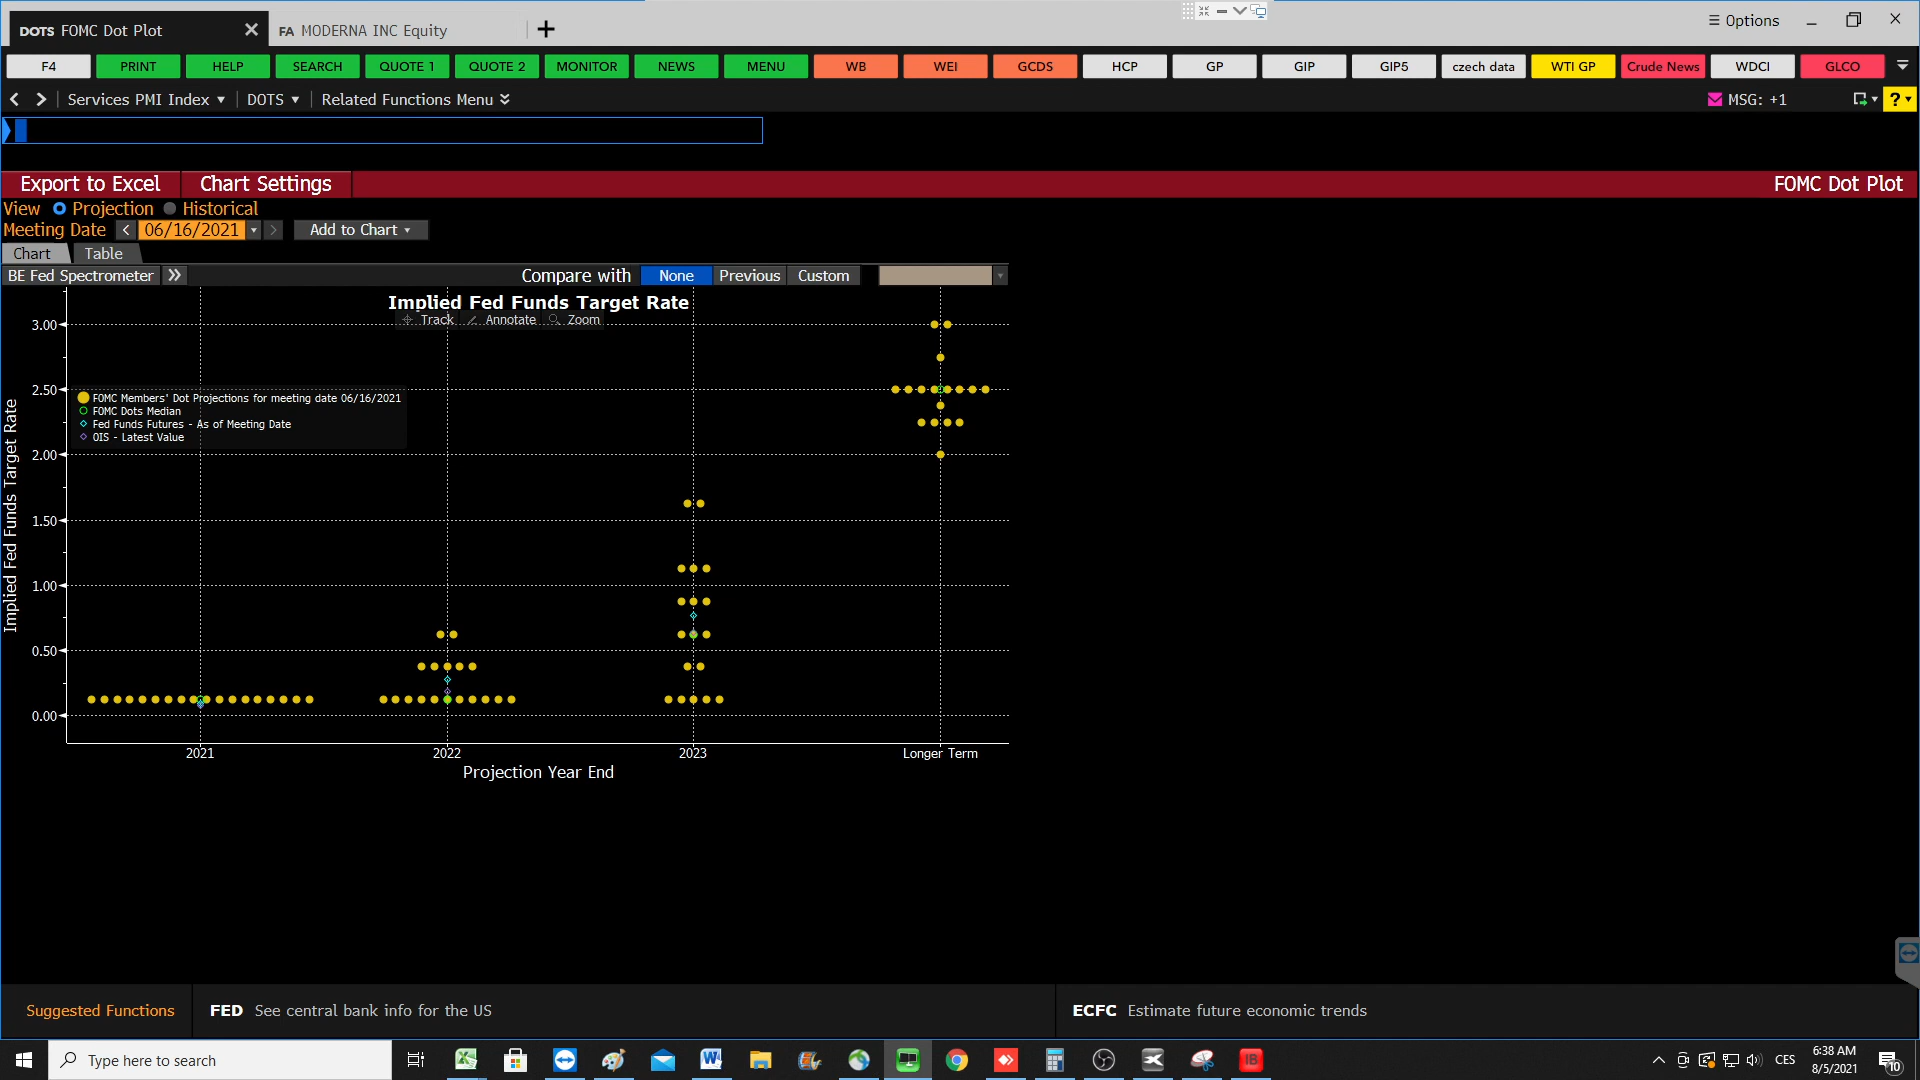 DOTS FOMC Dot Plot
FA MODERNA INC Equity
Options
F4 PRINT HELP SEARCH QUOTE 1 QUOTE 2 MONITOR NEWS MENU WB WEI GCDS HCP GP GIP GIP5 czech data WTI GP Crude News WDCI GLCO
Services PMI Index DOTS Related Functions Menu MSG: +1 ?
Export to Excel Chart Settings FOMC Dot Plot
View Projection Historical
Meeting Date < 06/16/2021 > Add to Chart
Chart Table
BE Fed Spectrometer Compare with None Previous Custom
Implied Fed Funds Target Rate
Track Annotate Zoom
3.00
2.50
FOMC Members' Dot Projections for meeting date 06/16/2021
FOMC Dots Median
Fed Funds Futures - As of Meeting Date
OIS - Latest Value
2.00
1.50
1.00
0.50
0.00
Implied Fed Funds Target Rate
2021 2022 2023 Longer Term
Projection Year End
Suggested Functions FED See central bank info for the US ECFC Estimate future economic trends
Type here to search
IB
CES
6:38 AM
8/5/2021
10